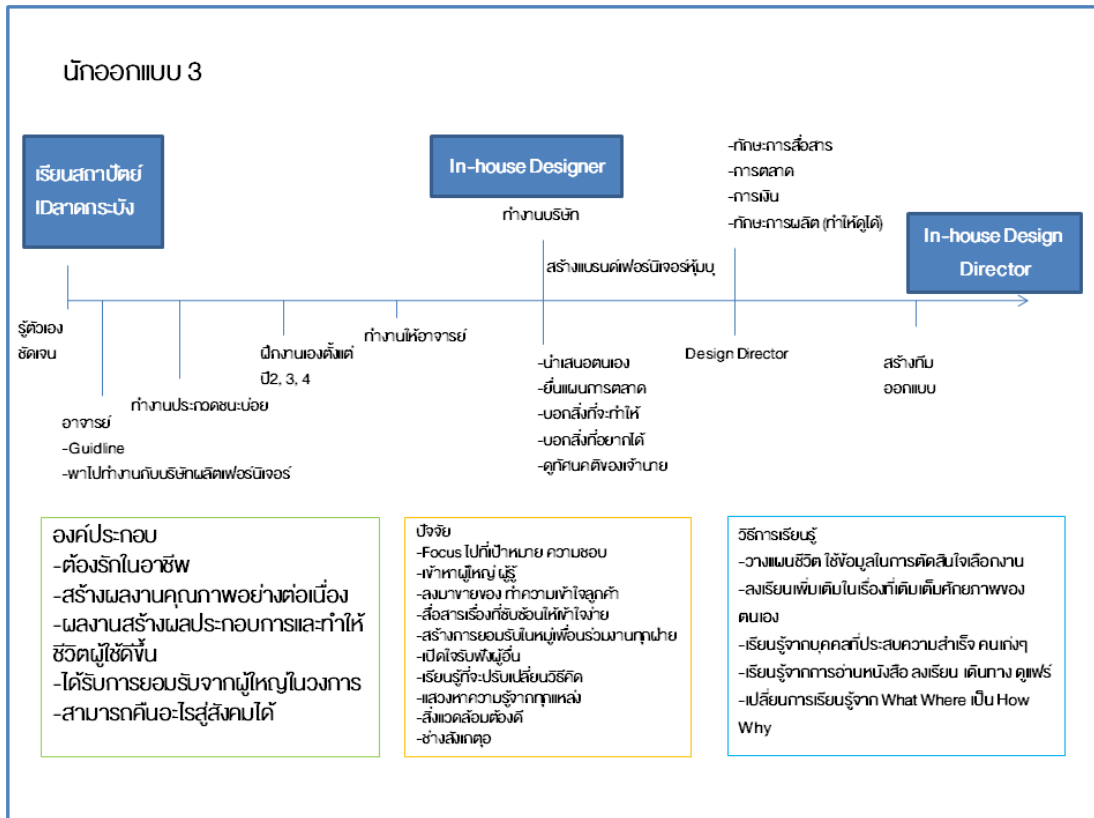 นักออกแบบ 3
เรียนสถาปัตย์
IDลาดกระบัง
In-house Designer
ทำงานบริษัท
-ทักษะการสื่อสาร
-การตลาด
-การเงิน
-ทักษะการผลิต (ทำให้ดูได้)
In-house Design
Director
สร้างแบรนด์เฟอร์นิเจอร์หุ้มบุ
รู้ตัวเอง
ชัดเจน
อาจารย์
-Guidline
-พาไปทำงานกับบริษัทผลิตเฟอร์นิเจอร์
ทำงานประกวดชนะบ่อย
ฝึกงานเองตั้งแต่
ปี2, 3, 4
ทำงานให้อาจารย์
-นำเสนอตนเอง
-ยื่นแผนการตลาด
-บอกสิ่งที่จะทำให้
-บอกสิ่งที่อยากได้
-ดูทัศนคติของเจ้านาย
Design Director
สร้างทีม
ออกแบบ
องค์ประกอบ
-ต้องรักในอาชีพ
-สร้างผลงานคุณภาพอย่างต่อเนื่อง
-ผลงานสร้างผลประกอบการและทำให้
ชีวิตผู้ใช้ดีขึ้น
-ได้รับการยอมรับจากผู้ใหญ่ในวงการ
-สามารถคืนอะไรสู่สังคมได้
ปัจจัย
-Focus ไปที่เป้าหมาย ความชอบ
-เข้าหาผู้ใหญ่ ผู้รู้
-ลงมาขายของ ทำความเข้าใจลูกค้า
-สื่อสารเรื่องที่ซับซ้อนให้เข้าใจง่าย
-สร้างการยอมรับในหมู่เพื่อนร่วมงานทุกฝ่าย
-เปิดใจรับฟังผู้อื่น
-เรียนรู้ที่จะปรับเปลี่ยนวิธีคิด
-แสวงหาความรู้จากทุกแหล่ง
-สิ่งแวดล้อมต้องดี
-ช่างสังเกตุอ
วิธีการเรียนรู้
-วางแผนชีวิต ใช้ข้อมูลในการตัดสินใจเลือกงาน
-ลงเรียนเพิ่มเติมในเรื่องที่เติมเต็มศักยภาพของ
ตนเอง
-เรียนรู้จากบุคคลที่ประสบความสำเร็จ คนเก่งๆ
-เรียนรู้จากการอ่านหนังสือ ลงเรียน เดินทาง ดูแฟร์
-เปลี่ยนการเรียนรู้จาก What Where เป็น How
Why